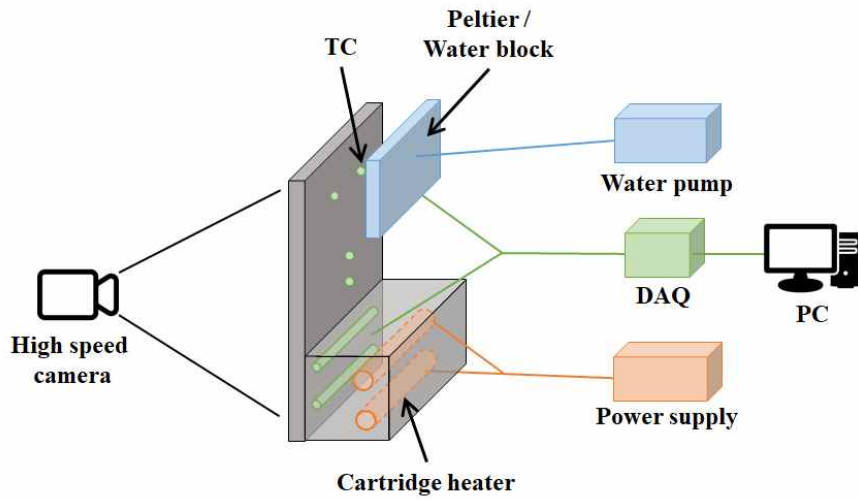 Peltier /
Water block
TC
Water pump
DAQ
PC
High speed
camera
Power supply
Cartridge heater